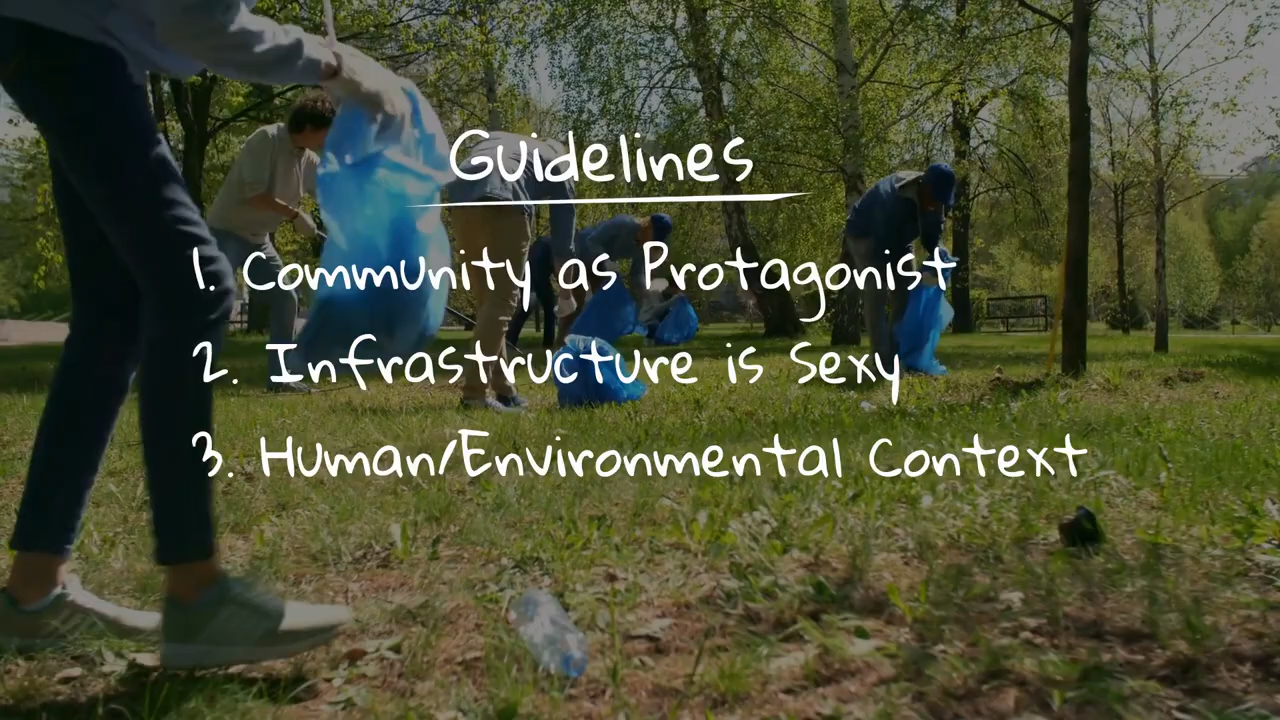 Guidelines
1. Community as Protagonist
2. Infrastructure is Sexy
3. Human/Environmental Context